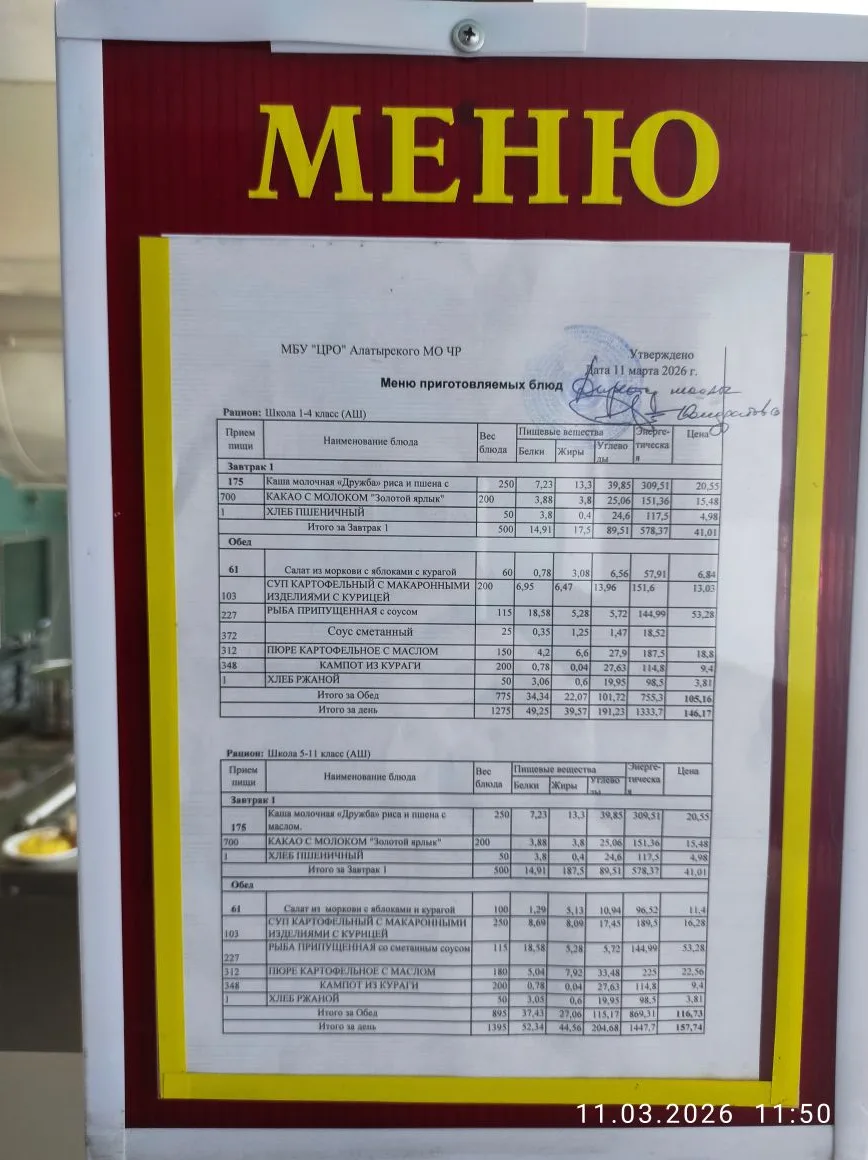 МЕНЮ
МБУ "ЦРО" Алатырского МО ЧР
Утверждено
Дата 11 марта 2026 г.
Меню приготовляемых блюд
Рацион: Школа 1-4 класс (АШ)
Прием пищи Наименование блюда Вес блюда Пищевые вещества Белки Жиры Углево ды Энерге- тическа я Цена
Завтрак 1
175 Каша молочная «Дружба» риса и пшена с 250 7,23 13,3 39,85 309,51 20,55
700 КАКАО С МОЛОКОМ "Золотой ярлык" 200 3,88 3,8 25,06 151,36 15,48
1 ХЛЕБ ПШЕНИЧНЫЙ 50 3,8 0,4 24,6 117,5 4,98
Итого за Завтрак 1 500 14,91 17,5 89,51 578,37 41,01
Обед
61 Салат из моркови с яблоками с курагой 60 0,78 3,08 6,56 57,91 6,84
103 СУП КАРТОФЕЛЬНЫЙ С МАКАРОННЫМИ ИЗДЕЛИЯМИ С КУРИЦЕЙ 200 6,95 6,47 13,96 151,6 13,03
227 РЫБА ПРИПУЩЕННАЯ с соусом 115 18,58 5,28 5,72 144,99 53,28
372 Соус сметанный 25 0,35 1,25 1,47 18,52
312 ПЮРЕ КАРТОФЕЛЬНОЕ С МАСЛОМ 150 4,2 6,6 27,9 187,5 18,8
348 КАМПОТ ИЗ КУРАГИ 200 0,78 0,04 27,63 114,8 9,4
1 ХЛЕБ РЖАНОЙ 50 3,06 0,6 19,95 98,5 3,81
Итого за Обед 775 34,34 22,07 101,72 755,3 105,16
Итого за день 1275 49,25 39,57 191,23 1333,7 146,17
Рацион: Школа 5-11 класс (АШ)
Прием пищи Наименование блюда Вес блюда Пищевые вещества Белки Жиры Углево ды Энерге- тическа я Цена
Завтрак 1
175 Каша молочная «Дружба» риса и пшена с маслом. 250 7,23 13,3 39,85 309,51 20,55
700 КАКАО С МОЛОКОМ "Золотой ярлык" 200 3,88 3,8 25,06 151,36 15,48
1 ХЛЕБ ПШЕНИЧНЫЙ 50 3,8 0,4 24,6 117,5 4,98
Итого за Завтрак 1 500 14,91 187,5 89,51 578,37 41,01
Обед
61 Салат из моркови с яблоками и курагой 100 1,29 5,13 10,94 96,52 11,4
103 СУП КАРТОФЕЛЬНЫЙ С МАКАРОННЫМИ ИЗДЕЛИЯМИ С КУРИЦЕЙ 250 8,69 8,09 17,45 189,5 16,28
227 РЫБА ПРИПУЩЕННАЯ со сметанным соусом 115 18,58 5,28 5,72 144,99 53,28
312 ПЮРЕ КАРТОФЕЛЬНОЕ С МАСЛОМ 180 5,04 7,92 33,48 225 22,56
348 КАМПОТ ИЗ КУРАГИ 200 0,78 0,04 27,63 114,8 9,4
1 ХЛЕБ РЖАНОЙ 50 3,05 0,6 19,95 98,5 3,81
Итого за Обед 895 37,43 27,06 115,17 869,31 116,73
Итого за день 1395 52,34 44,56 204,68 1447,7 157,74
11.03.2026 11:50